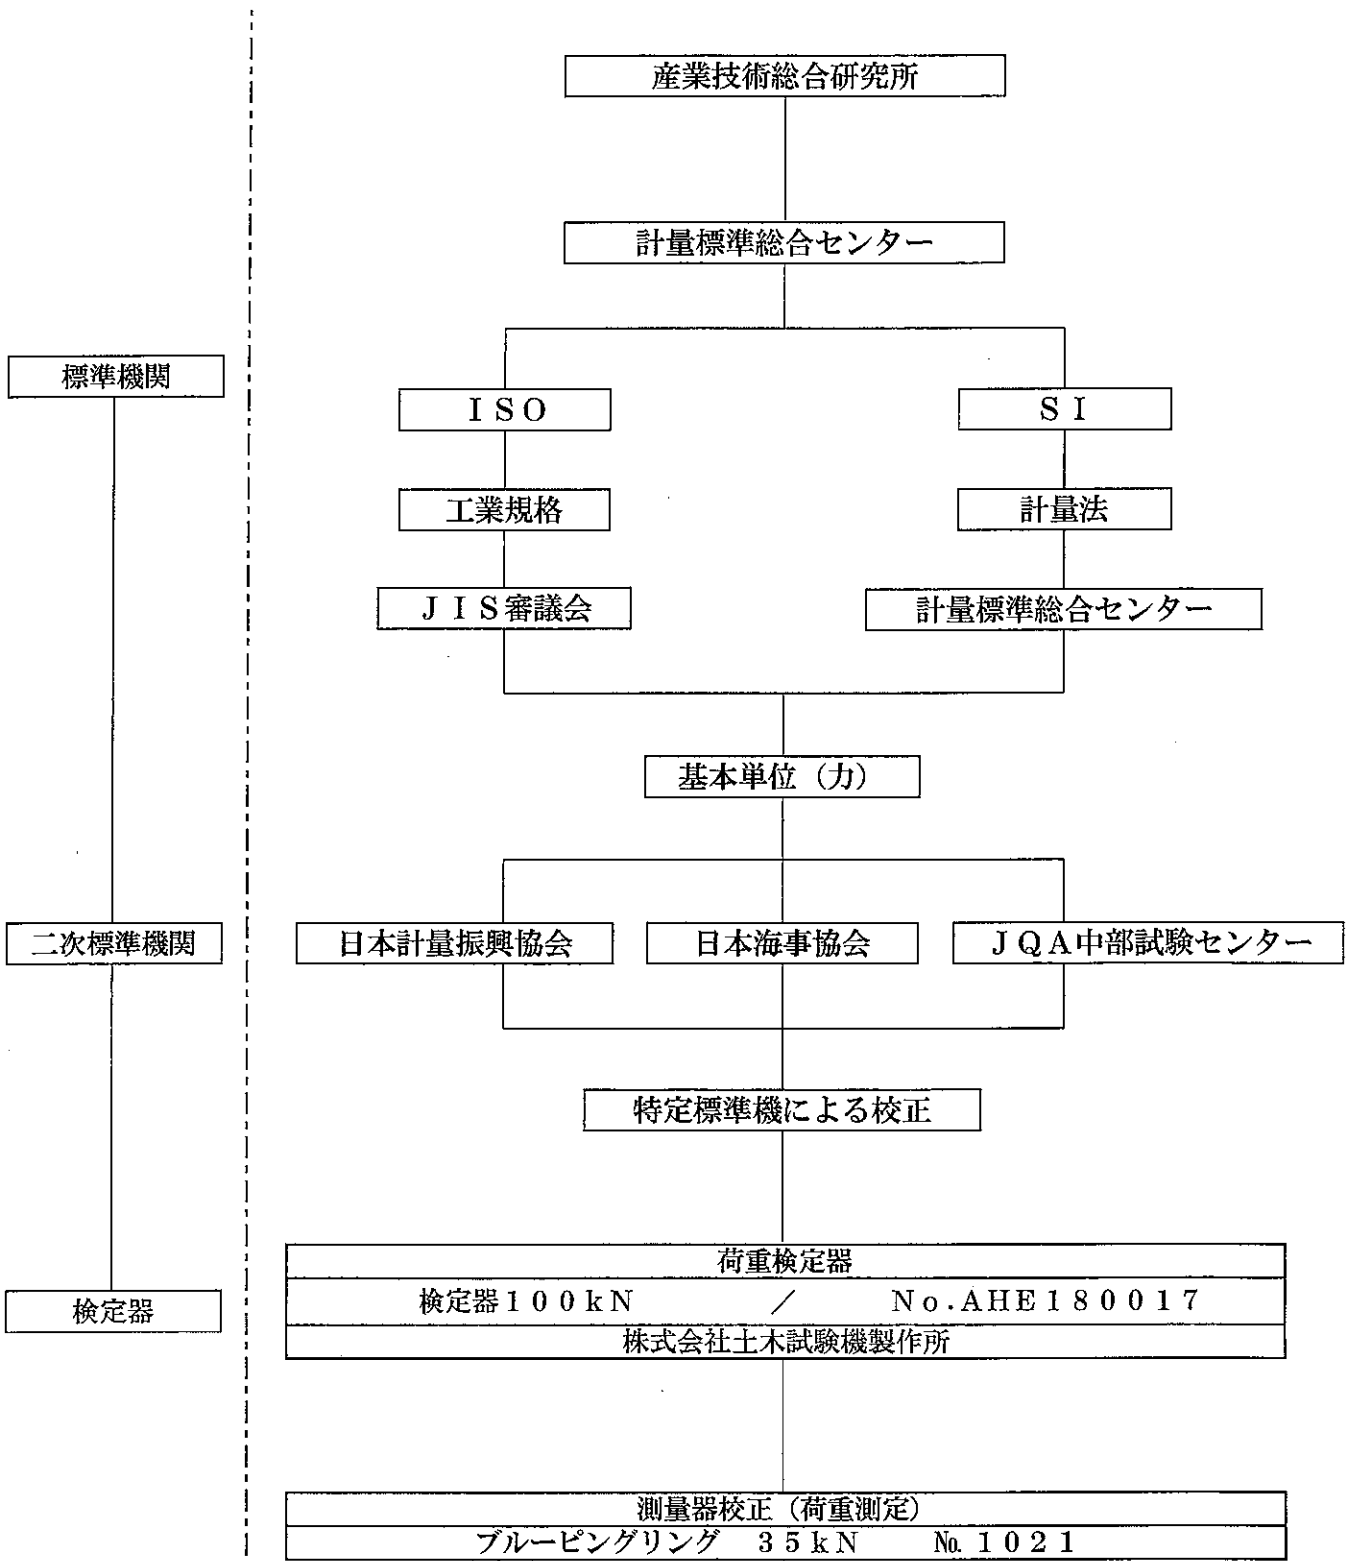 産業技術総合研究所
計量標準総合センター
標準機関
ＩＳＯ
ＳＩ
工業規格
計量法
ＪＩＳ審議会
計量標準総合センター
基本単位（力）
二次標準機関
日本計量振興協会
日本海事協会
ＪＱＡ中部試験センター
特定標準機による校正
荷重検定器
検定器
検定器１００ｋＮ ／ Ｎｏ.ＡＨＥ１８００１７
株式会社土木試験機製作所
測量器校正（荷重測定）
ブルーピングリング ３５ｋＮ №１０２１